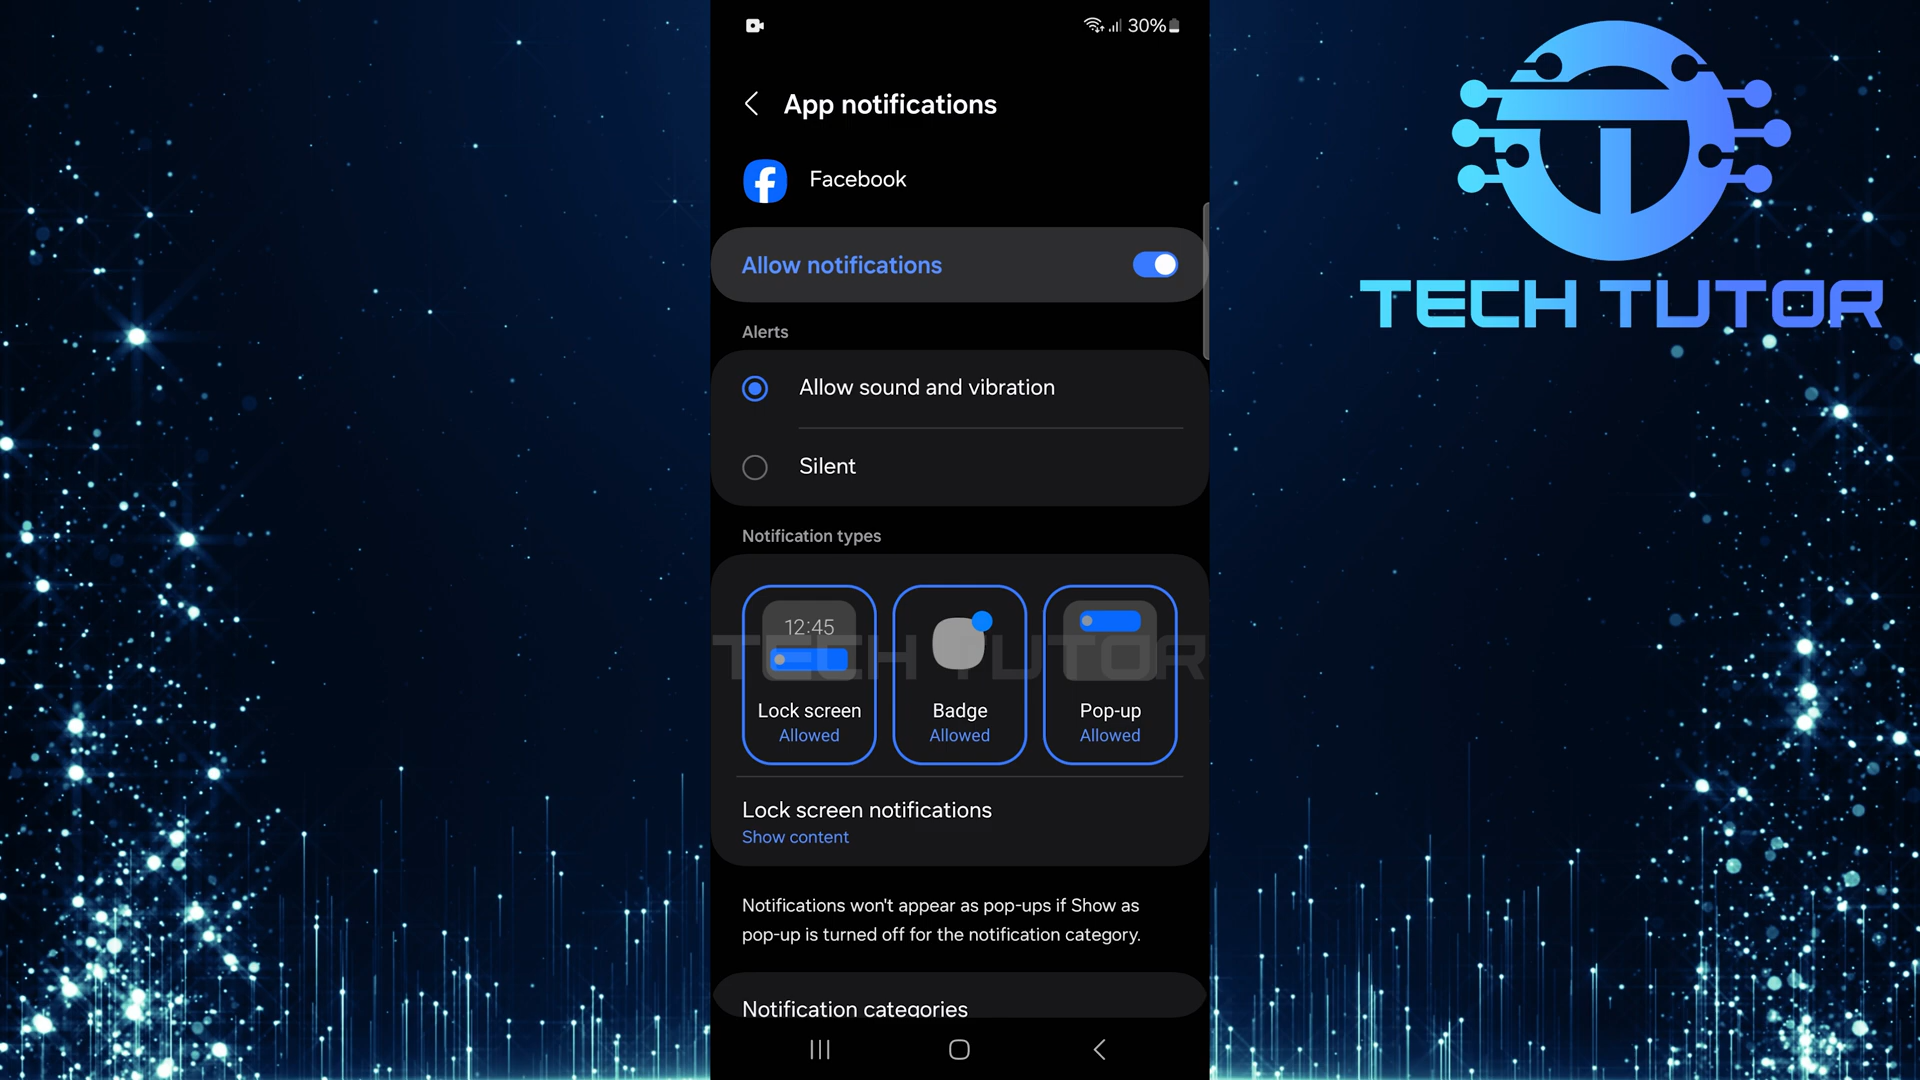 30%
App notifications
Facebook
Allow notifications
Alerts
Allow sound and vibration
Silent
Notification types
12:45
TECH TUTOR
Lock screen
Allowed
Badge
Allowed
Pop-up
Allowed
Lock screen notifications
Show content
Notifications won't appear as pop-ups if Show as
pop-up is turned off for the notification category.
Notification categories
TECH TUTOR